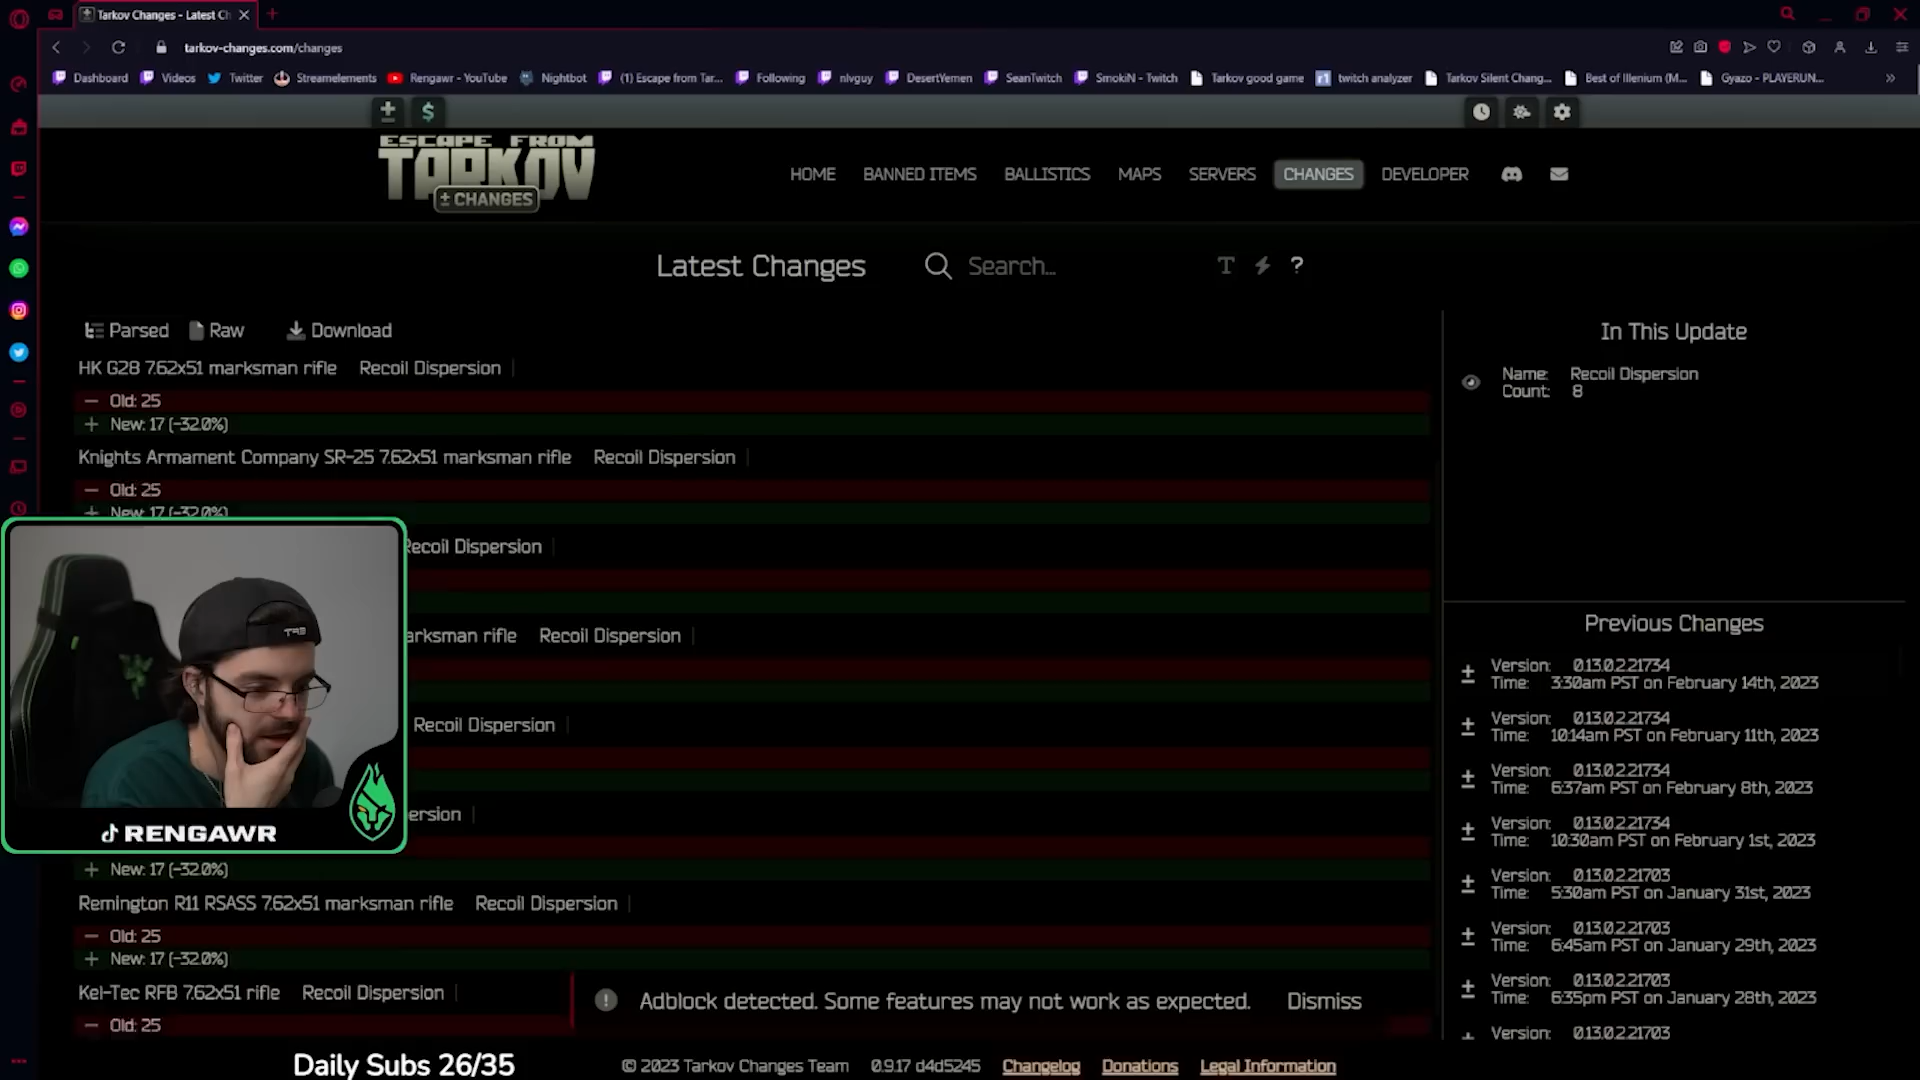 Tarkov Changes - Latest Ch
tarkov-changes.com/changes
Dashboard Videos Twitter Streamelements Rengawr - YouTube Nightbot (1) Escape from Tar... Following nlvguy DesertYemen SeanTwitch SmokiN - Twitch Tarkov good game twitch analyzer Tarkov Silent Chang... Best of Illenium (M... Gyazo - PLAYERUN...
ESCAPE FROM
TARKOV
± CHANGES
HOME BANNED ITEMS BALLISTICS MAPS SERVERS CHANGES DEVELOPER
Latest Changes Search...
Parsed Raw Download
HK G28 7.62x51 marksman rifle Recoil Dispersion
— Old: 25
+ New: 17 (-32.0%)
Knights Armament Company SR-25 7.62x51 marksman rifle Recoil Dispersion
— Old: 25
+ New: 17 (-32.0%)
Recoil Dispersion
arksman rifle Recoil Dispersion
Recoil Dispersion
ersion
+ New: 17 (-32.0%)
Remington R11 RSASS 7.62x51 marksman rifle Recoil Dispersion
— Old: 25
+ New: 17 (-32.0%)
Kel-Tec RFB 7.62x51 rifle Recoil Dispersion
— Old: 25
Adblock detected. Some features may not work as expected. Dismiss
In This Update
Name: Recoil Dispersion
Count: 8
Previous Changes
Version: 0.13.0.2.21734
Time: 3:30am PST on February 14th, 2023
Version: 0.13.0.2.21734
Time: 10:14am PST on February 11th, 2023
Version: 0.13.0.2.21734
Time: 6:37am PST on February 8th, 2023
Version: 0.13.0.2.21734
Time: 10:30am PST on February 1st, 2023
Version: 0.13.0.2.21703
Time: 5:30am PST on January 31st, 2023
Version: 0.13.0.2.21703
Time: 6:45am PST on January 29th, 2023
Version: 0.13.0.2.21703
Time: 6:35pm PST on January 28th, 2023
Version: 0.13.0.2.21703
RENGAWR
Daily Subs 26/35
© 2023 Tarkov Changes Team 0.9.17 d4d5245 Changelog Donations Legal Information